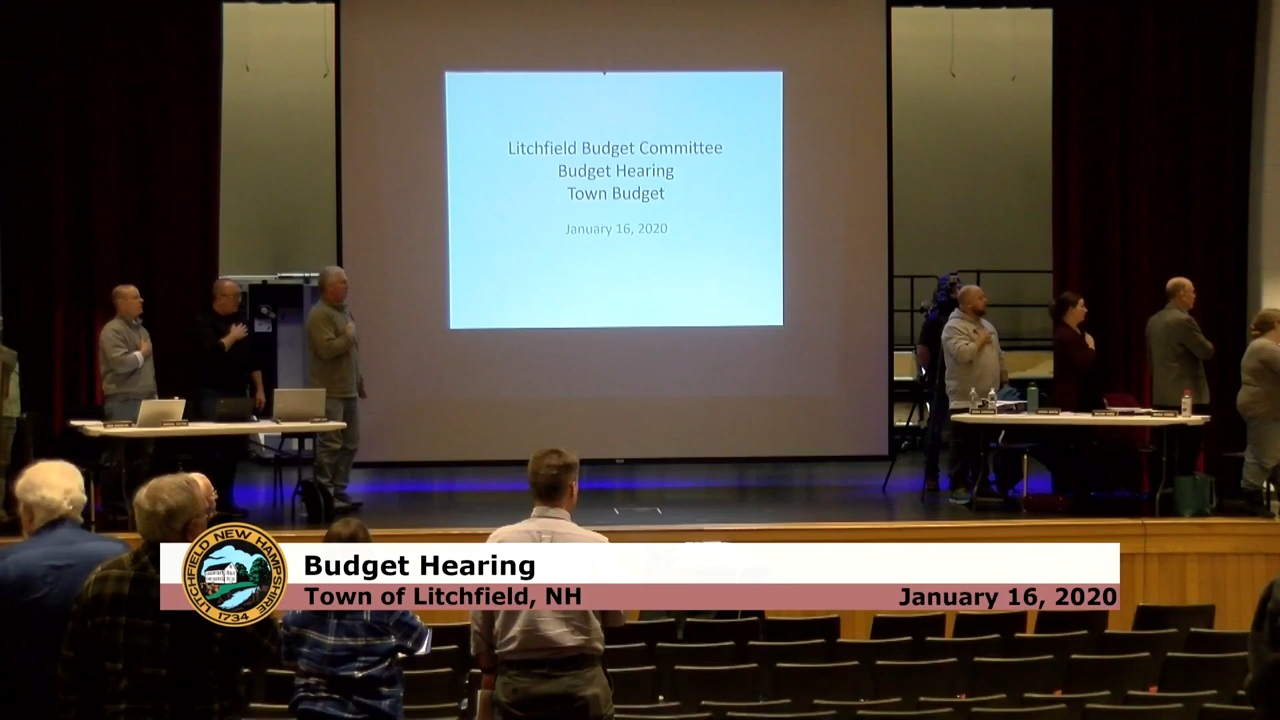 Litchfield Budget Committee
Budget Hearing
Town Budget
January 16, 2020
LITCHFIELD NEW HAMPSHIRE
1734
Budget Hearing
Town of Litchfield, NH
January 16, 2020